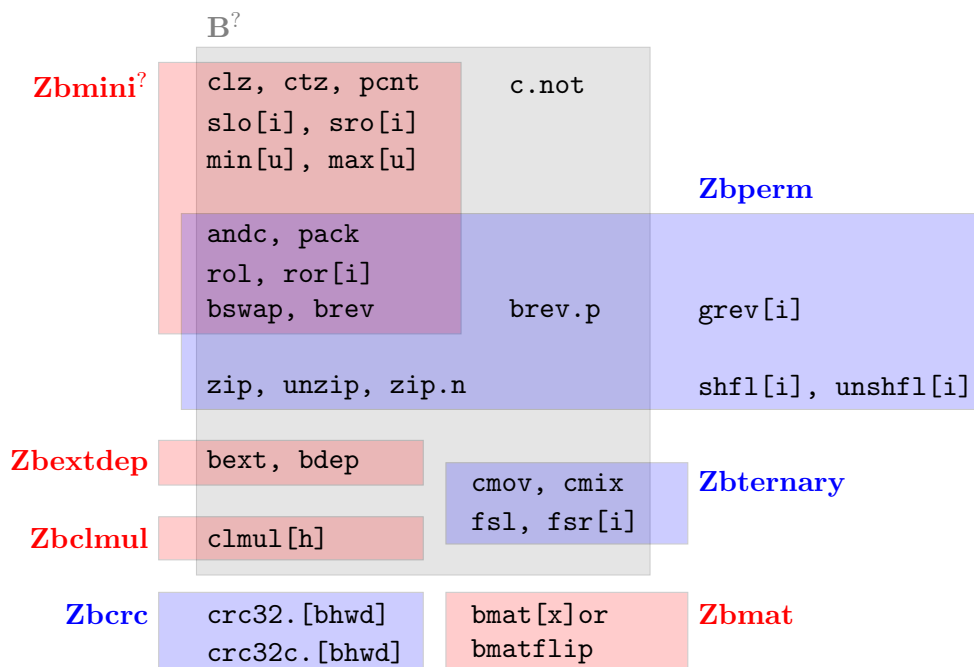 B?
Zbmini? clz, ctz, pcnt c.not
slo[i], sro[i]
min[u], max[u]
Zbperm
andc, pack
rol, ror[i]
bswap, brev brev.p grev[i]
zip, unzip, zip.n shfl[i], unshfl[i]
Zbextdep bext, bdep
cmov, cmix Zbternary
fsl, fsr[i]
Zbclmul clmul[h]
Zbcrc crc32.[bhwd] bmat[x]or Zbmat
crc32c.[bhwd] bmatflip